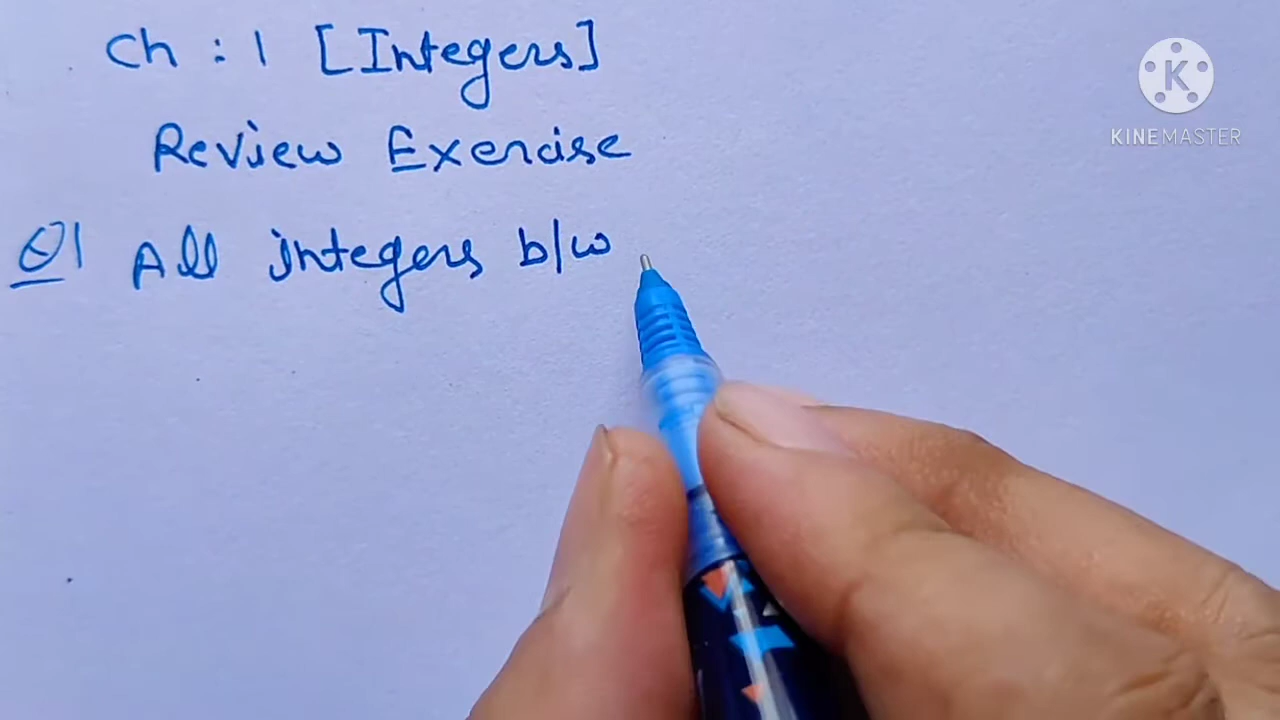 Ch : 1 [Integers]
Review Exercise
Q1 All integers b/w
K
KINEMASTER